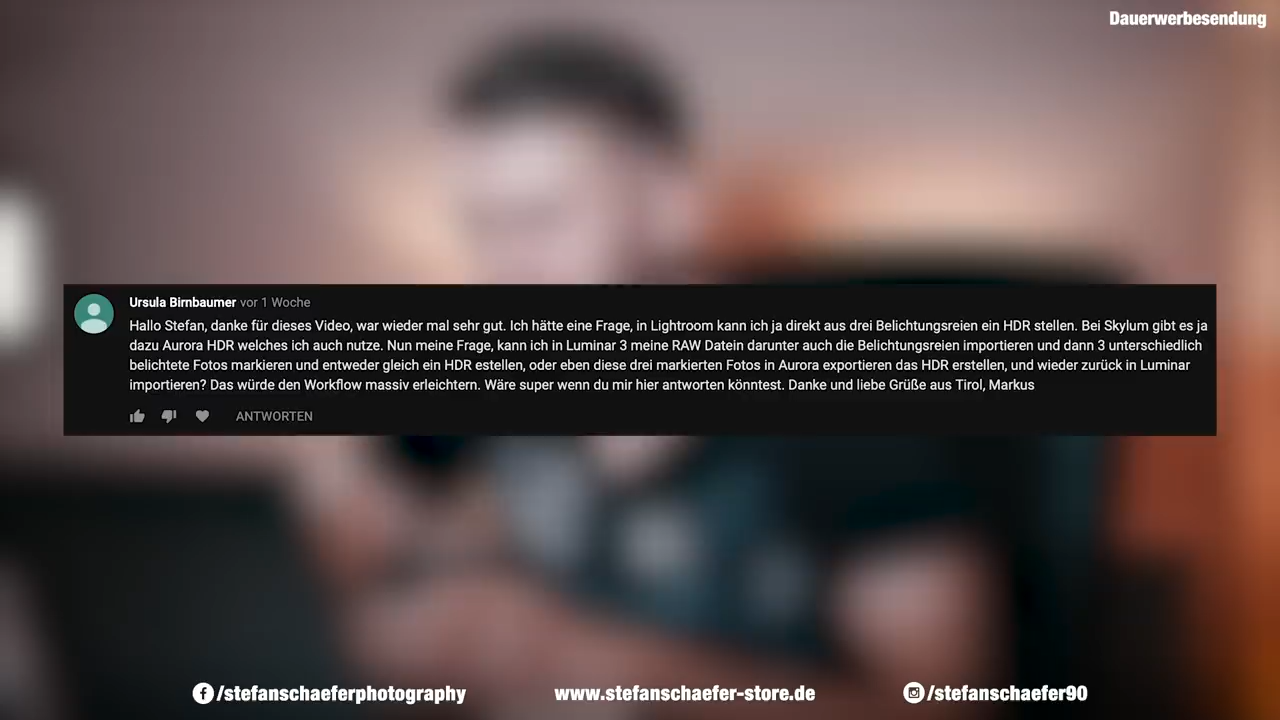 Dauerwerbesendung
Ursula Birnbaumer vor 1 Woche
Hallo Stefan, danke für dieses Video, war wieder mal sehr gut. Ich hätte eine Frage, in Lightroom kann ich ja direkt aus drei Belichtungsreien ein HDR stellen. Bei Skylum gibt es ja
dazu Aurora HDR welches ich auch nutze. Nun meine Frage, kann ich in Luminar 3 meine RAW Datein darunter auch die Belichtungsreien importieren und dann 3 unterschiedlich
belichtete Fotos markieren und entweder gleich ein HDR estellen, oder eben diese drei markierten Fotos in Aurora exportieren das HDR erstellen, und wieder zurück in Luminar
importieren? Das würde den Workflow massiv erleichtern. Wäre super wenn du mir hier antworten könntest. Danke und liebe Grüße aus Tirol, Markus
ANTWORTEN
/stefanschaeferphotography www.stefanschaefer-store.de /stefanschaefer90